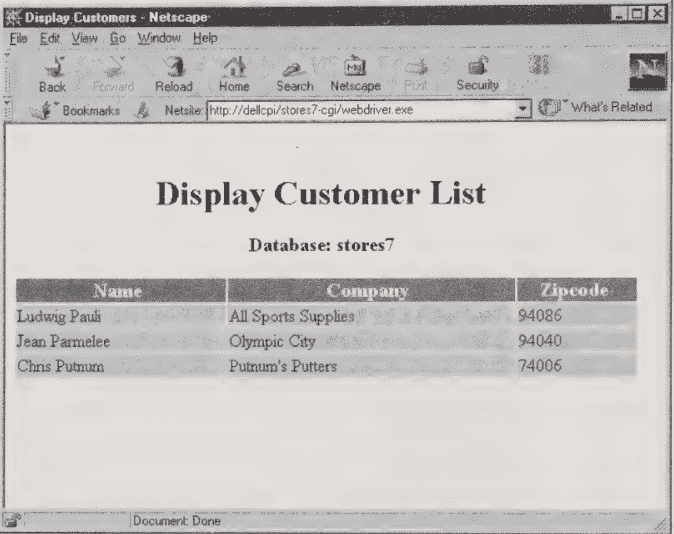 Display Customers - Netscape
File Edit View Go Window Help
Back Forward Reload Home Search Netscape Print Security
Bookmarks Netsite: http://dellcpi/stores7-cgi/webdriver.exe What's Related
Display Customer List
Database: stores7
Name Company Zipcode
Ludwig Pauli All Sports Supplies 94086
Jean Parmelee Olympic City 94040
Chris Putnum Putnum's Putters 74006
Document: Done